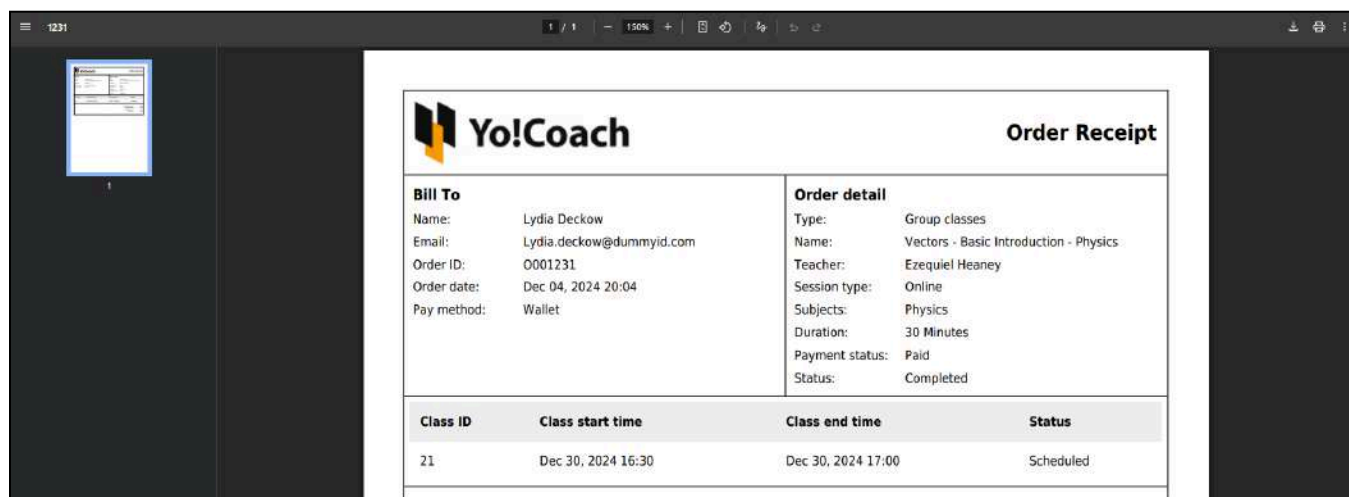 1231
1 / 1
150%
1
Yo!Coach
Order Receipt
Bill To
Name: Lydia Deckow
Email: Lydia.deckow@dummyid.com
Order ID: O001231
Order date: Dec 04, 2024 20:04
Pay method: Wallet
Order detail
Type: Group classes
Name: Vectors - Basic Introduction - Physics
Teacher: Ezequiel Heaney
Session type: Online
Subjects: Physics
Duration: 30 Minutes
Payment status: Paid
Status: Completed
Class ID Class start time Class end time Status
21 Dec 30, 2024 16:30 Dec 30, 2024 17:00 Scheduled